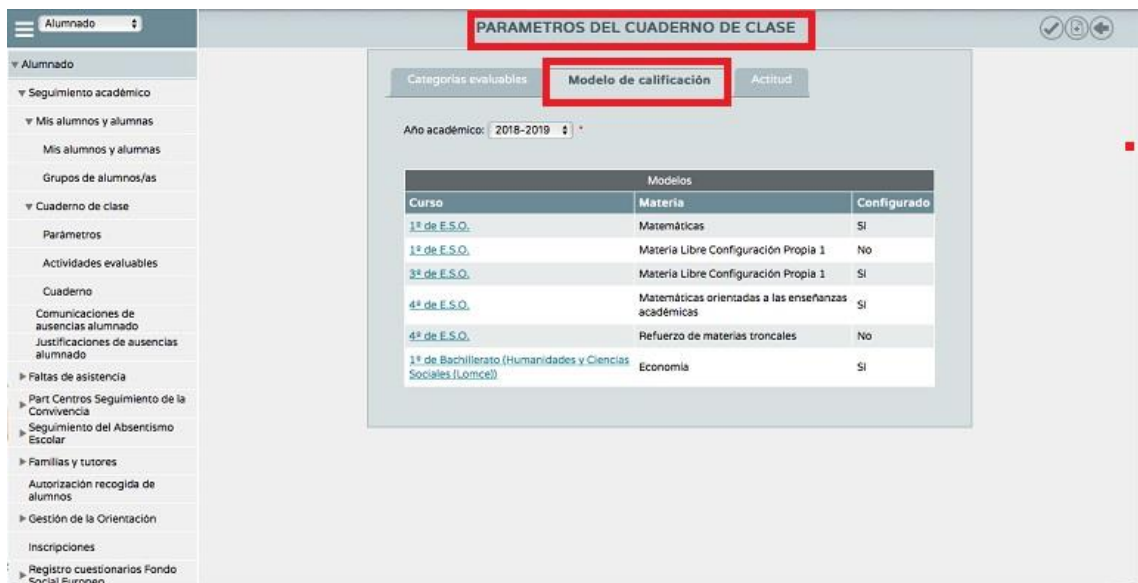 Alumnado
PARAMETROS DEL CUADERNO DE CLASE
Alumnado
Seguimiento académico
Mis alumnos y alumnas
Mis alumnos y alumnas
Grupos de alumnos/as
Cuaderno de clase
Parámetros
Actividades evaluables
Cuaderno
Comunicaciones de
ausencias alumnado
Justificaciones de ausencias
alumnado
Faltas de asistencia
Part Centros Seguimiento de la
Convivencia
Seguimiento del Absentismo
Escolar
Familias y tutores
Autorización recogida de
alumnos
Gestión de la Orientación
Inscripciones
Registro cuestionarios Fondo
Social Europeo
Categorías evaluables Modelo de calificación Actitud
Año académico: 2018-2019 *
Modelos
Curso Materia Configurado
1º de E.S.O. Matemáticas Sí
1º de E.S.O. Materia Libre Configuración Propia 1 No
3º de E.S.O. Materia Libre Configuración Propia 1 Sí
4º de E.S.O. Matemáticas orientadas a las enseñanzas Sí
académicas
4º de E.S.O. Refuerzo de materias troncales No
1º de Bachillerato (Humanidades y Ciencias Economía Sí
Sociales (Lomce))